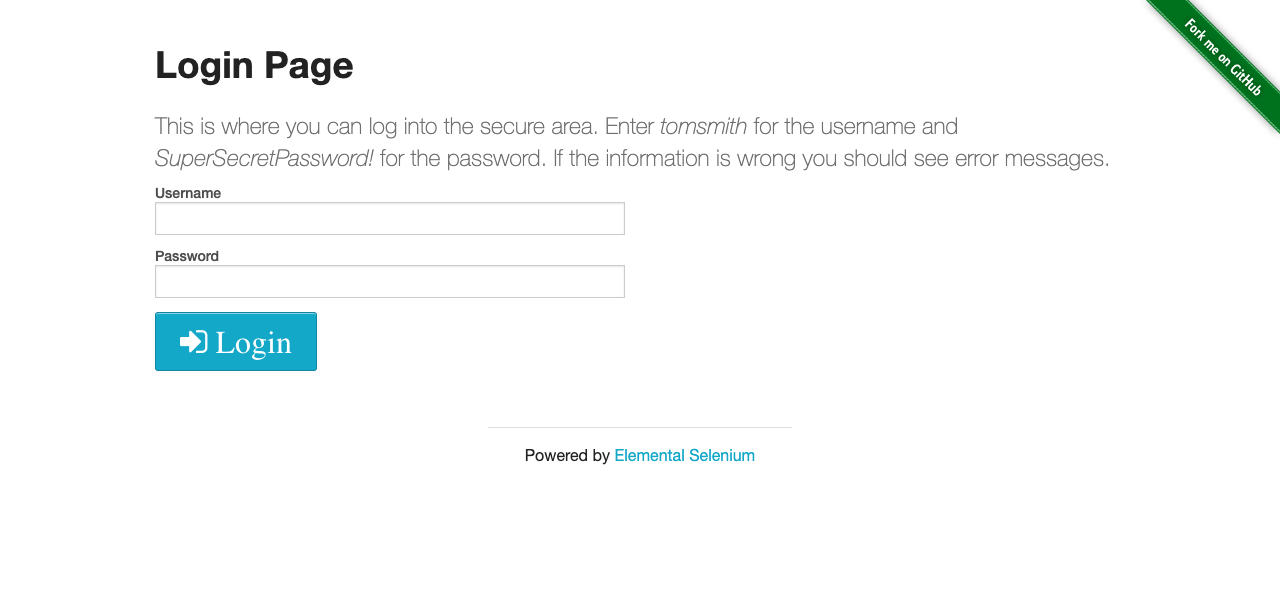 Fork me on GitHub
Login Page
This is where you can log into the secure area. Enter tomsmith for the username and
SuperSecretPassword! for the password. If the information is wrong you should see error messages.
Username
Password
Login
Powered by Elemental Selenium